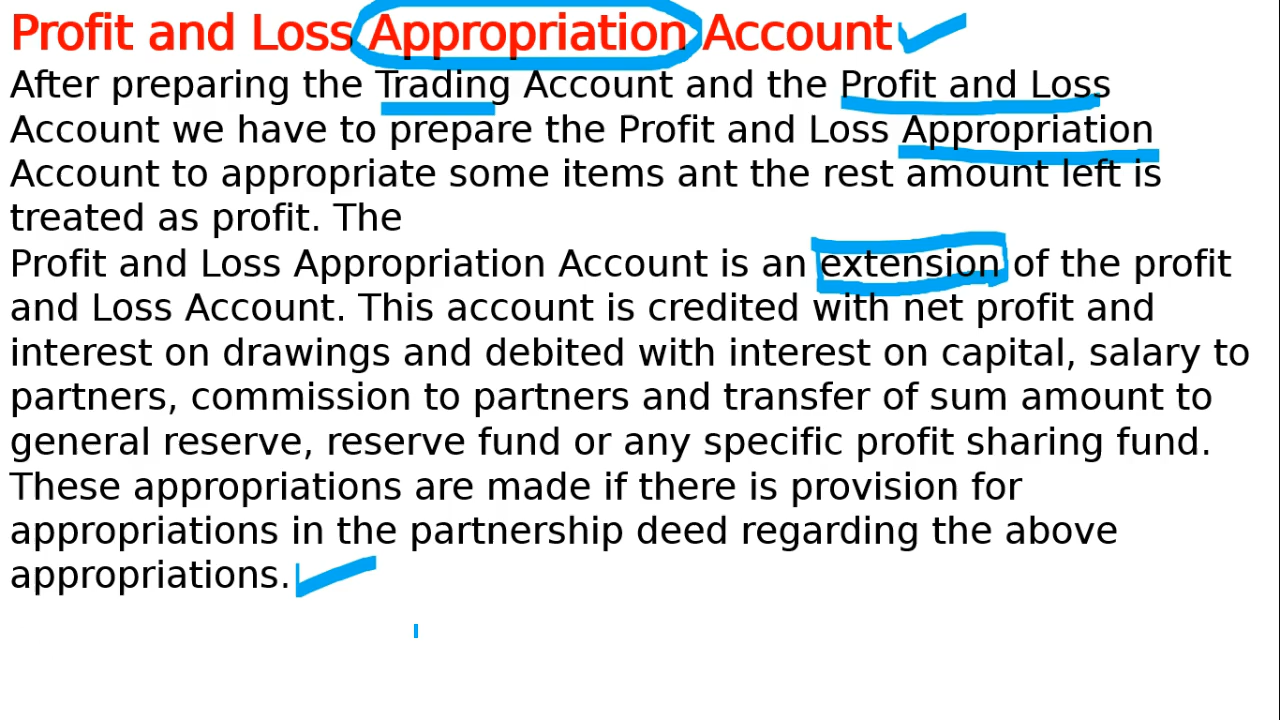 Profit and Loss Appropriation Account
After preparing the Trading Account and the Profit and Loss
Account we have to prepare the Profit and Loss Appropriation
Account to appropriate some items ant the rest amount left is
treated as profit. The
Profit and Loss Appropriation Account is an extension of the profit
and Loss Account. This account is credited with net profit and
interest on drawings and debited with interest on capital, salary to
partners, commission to partners and transfer of sum amount to
general reserve, reserve fund or any specific profit sharing fund.
These appropriations are made if there is provision for
appropriations in the partnership deed regarding the above
appropriations.